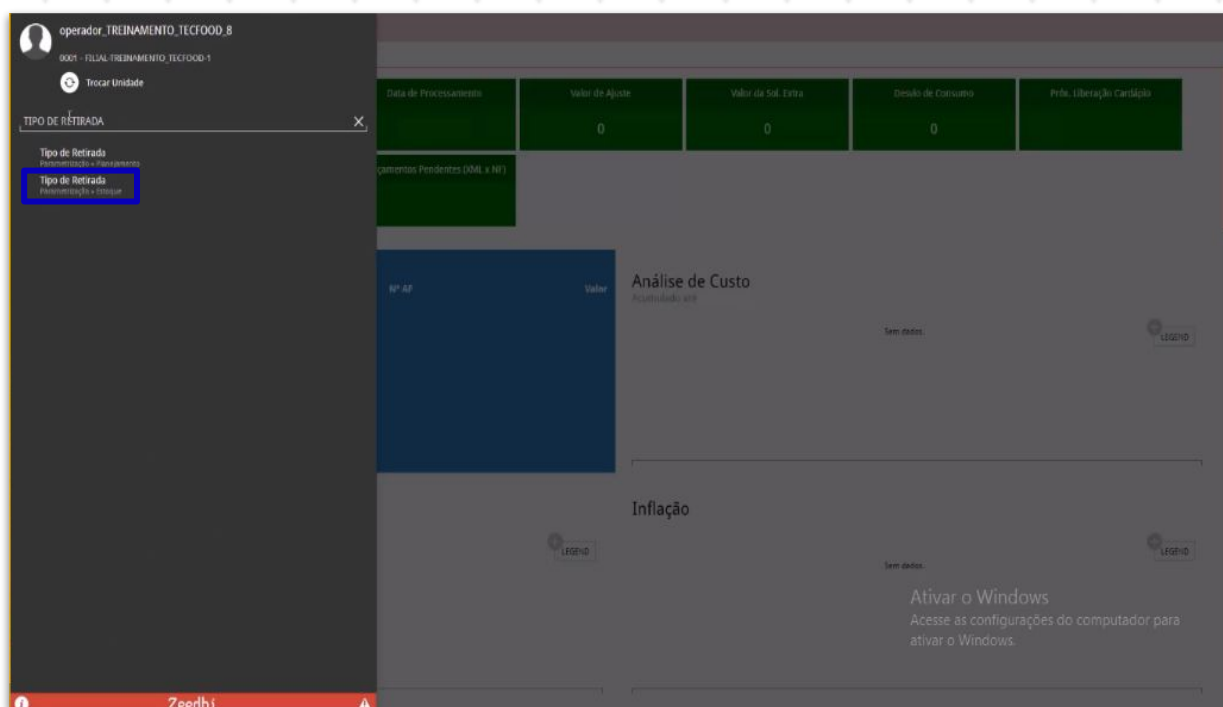 operador_TREINAMENTO_TECFOOD_8
0001 - FILIAL-TREINAMENTO_TECFOOD-1
Trocar Unidade
TIPO DE RETIRADA
Tipo de Retirada
Parametrização » Planejamento
Tipo de Retirada
Parametrização » Estoque
Data de Processamento
Valor de Ajuste
0
Valor da Sol. Extra
0
Desvio de Consumo
0
Próx. Liberação Cardápio
çamentos Pendentes (XML x NF)
Nº AF
Valor
Análise de Custo
Acumulado até
Sem dados.
LEGEND
Inflação
LEGEND
Sem dados.
LEGEND
Ativar o Windows
Acesse as configurações do computador para
ativar o Windows.
Zeedhi